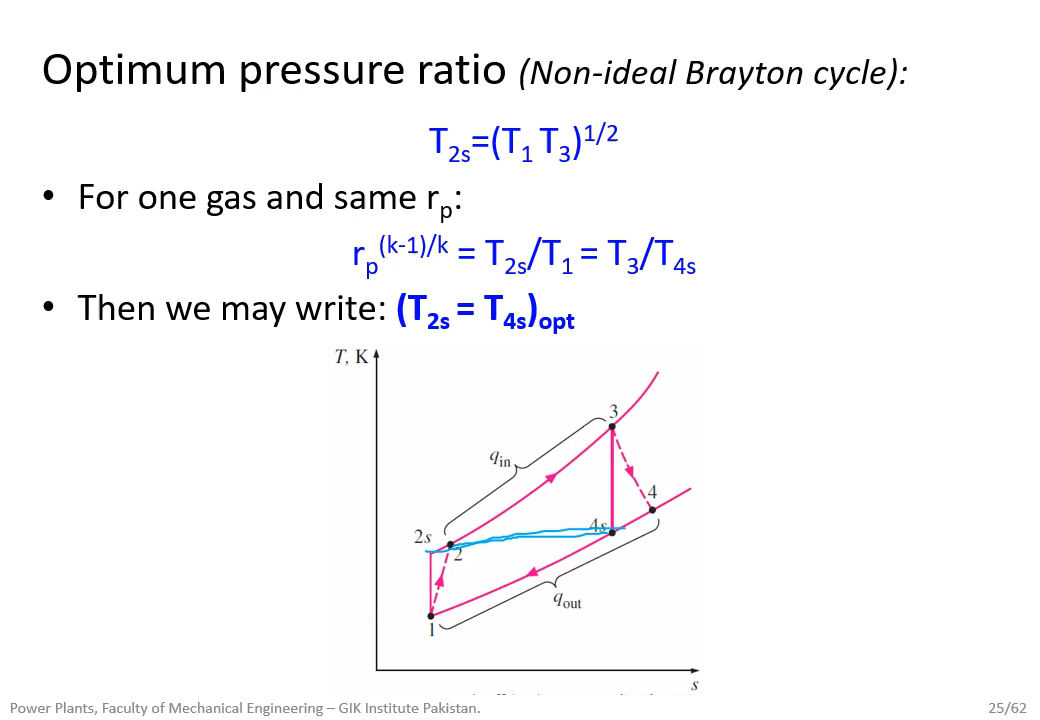 Optimum pressure ratio (Non-ideal Brayton cycle):
T₂ₛ=(T₁ T₃)^1/2
• For one gas and same rₚ:
rₚ^(k-1)/k = T₂ₛ/T₁ = T₃/T₄ₛ
• Then we may write: (T₂ₛ = T₄ₛ)opt
T, K
3
qin
4
2s
4s
2
qout
1
s
Power Plants, Faculty of Mechanical Engineering – GIK Institute Pakistan.
25/62